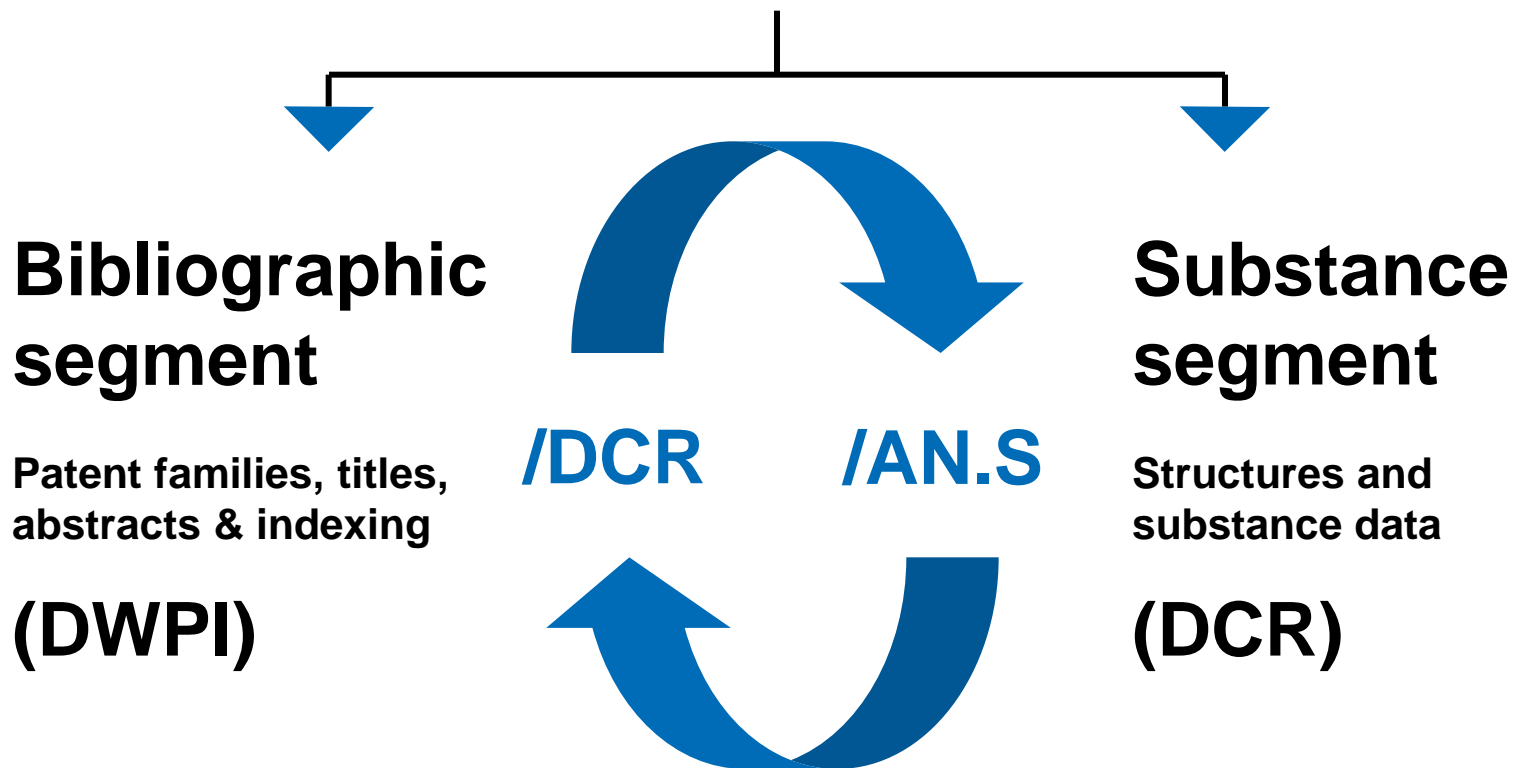 Bibliographic
segment
Patent families, titles,
abstracts & indexing
(DWPI)
/DCR
/AN.S
Substance
segment
Structures and
substance data
(DCR)